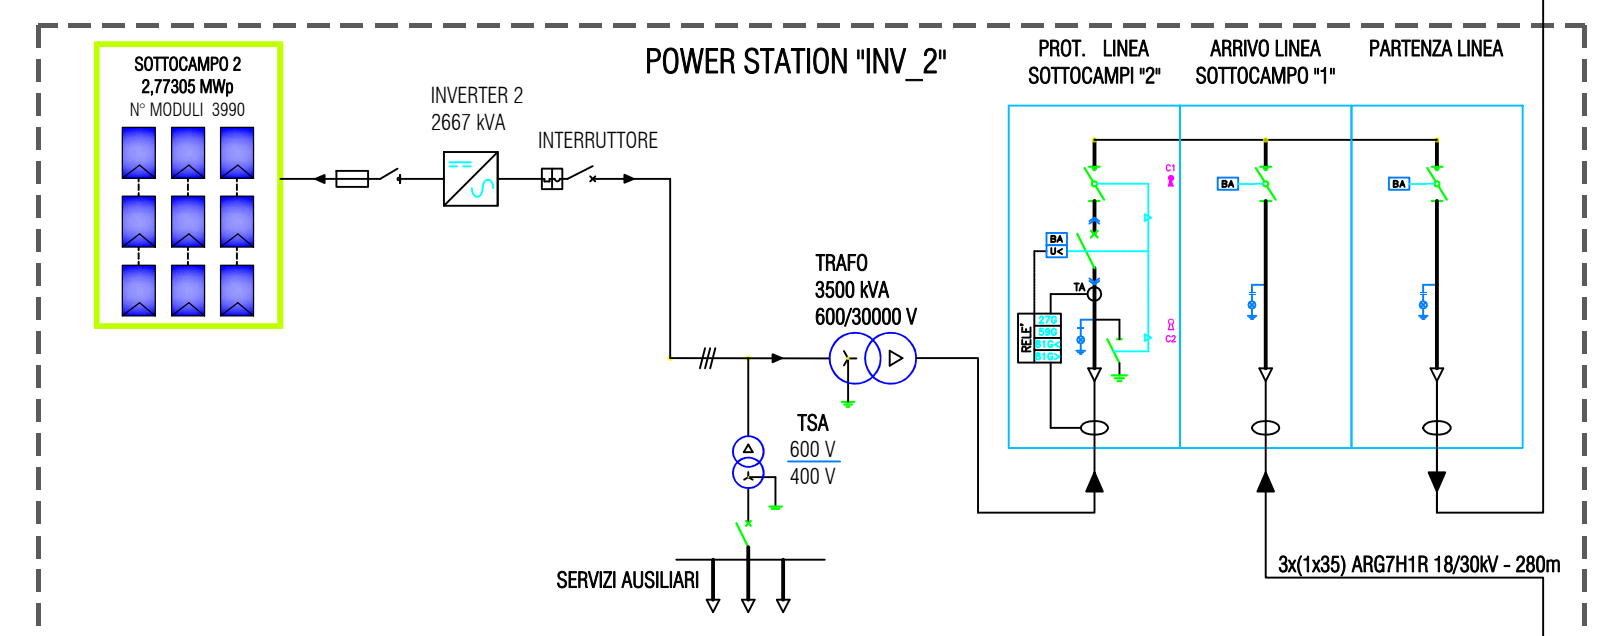 POWER STATION "INV_2"
SOTTOCAMPO 2
2,77305 MWp
N° MODULI 3990
INVERTER 2
2667 kVA
INTERRUTTORE
TRAFO
3500 kVA
600/30000 V
TSA
600 V
400 V
SERVIZI AUSILIARI
PROT. LINEA
SOTTOCAMPI "2"
ARRIVO LINEA
SOTTOCAMPO "1"
PARTENZA LINEA
C1
BA
U<
TA
RELE'
27G
59G
81G<
81G>
C2
BA
BA
3x(1x35) ARG7H1R 18/30kV - 280m